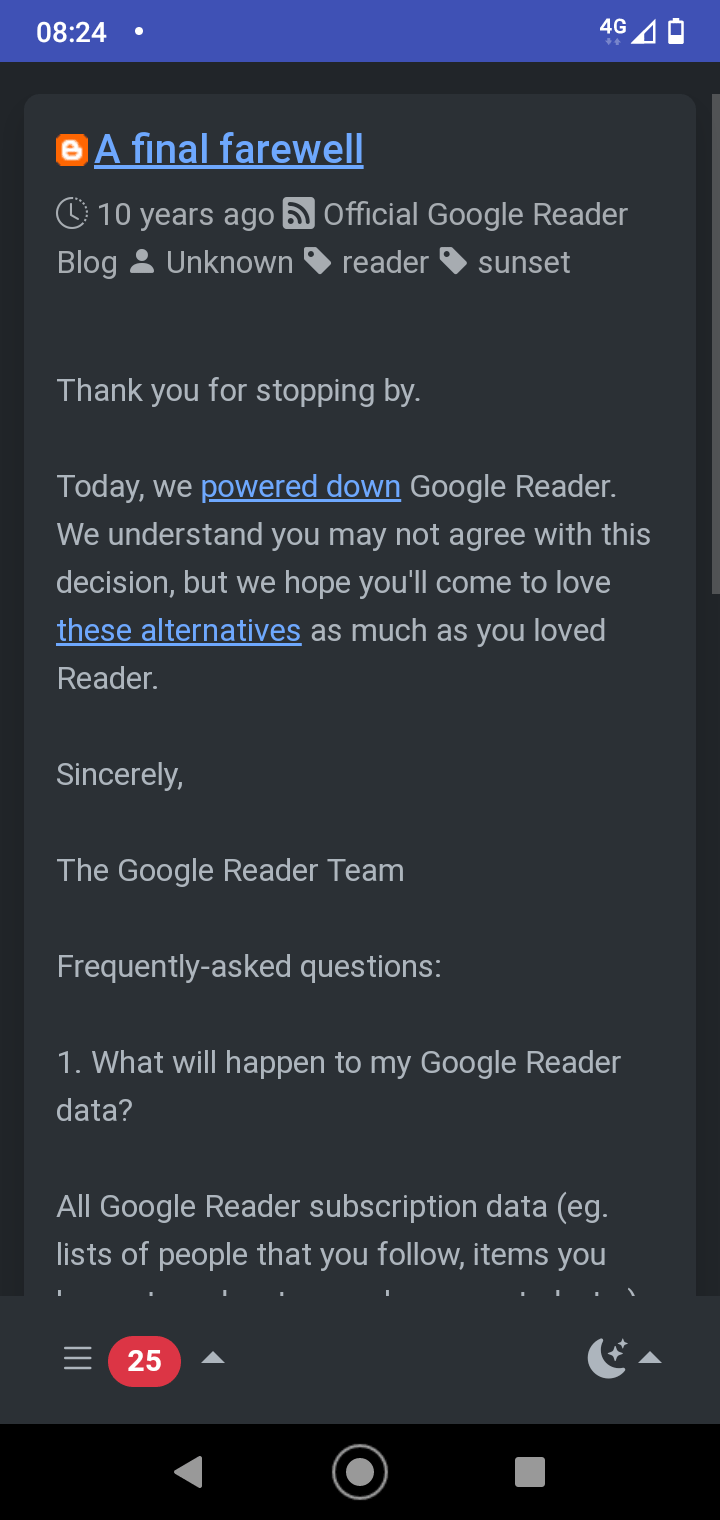 08:24
4G
A final farewell
10 years ago Official Google Reader
Blog Unknown reader sunset
Thank you for stopping by.
Today, we powered down Google Reader.
We understand you may not agree with this
decision, but we hope you'll come to love
these alternatives as much as you loved
Reader.
Sincerely,
The Google Reader Team
Frequently-asked questions:
1. What will happen to my Google Reader
data?
All Google Reader subscription data (eg.
lists of people that you follow, items you
25